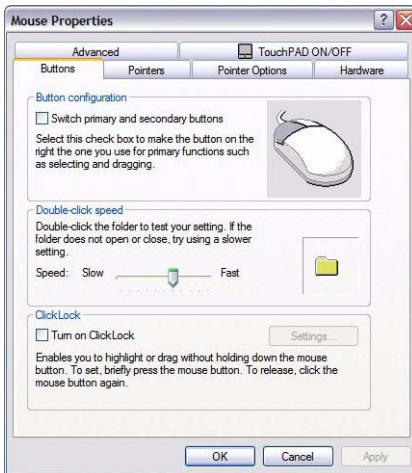 Mouse Properties
Advanced
TouchPAD ON/OFF
Buttons
Pointers
Pointer Options
Hardware
Button configuration
Switch primary and secondary buttons
Select this check box to make the button on the
right the one you use for primary functions such
as selecting and dragging.
Double-click speed
Double-click the folder to test your setting. If the
folder does not open or close, try using a slower
setting.
Speed: Slow Fast
ClickLock
Turn on ClickLock
Settings...
Enables you to highlight or drag without holding down the mouse
button. To set, briefly press the mouse button. To release, click the
mouse button again.
OK
Cancel
Apply